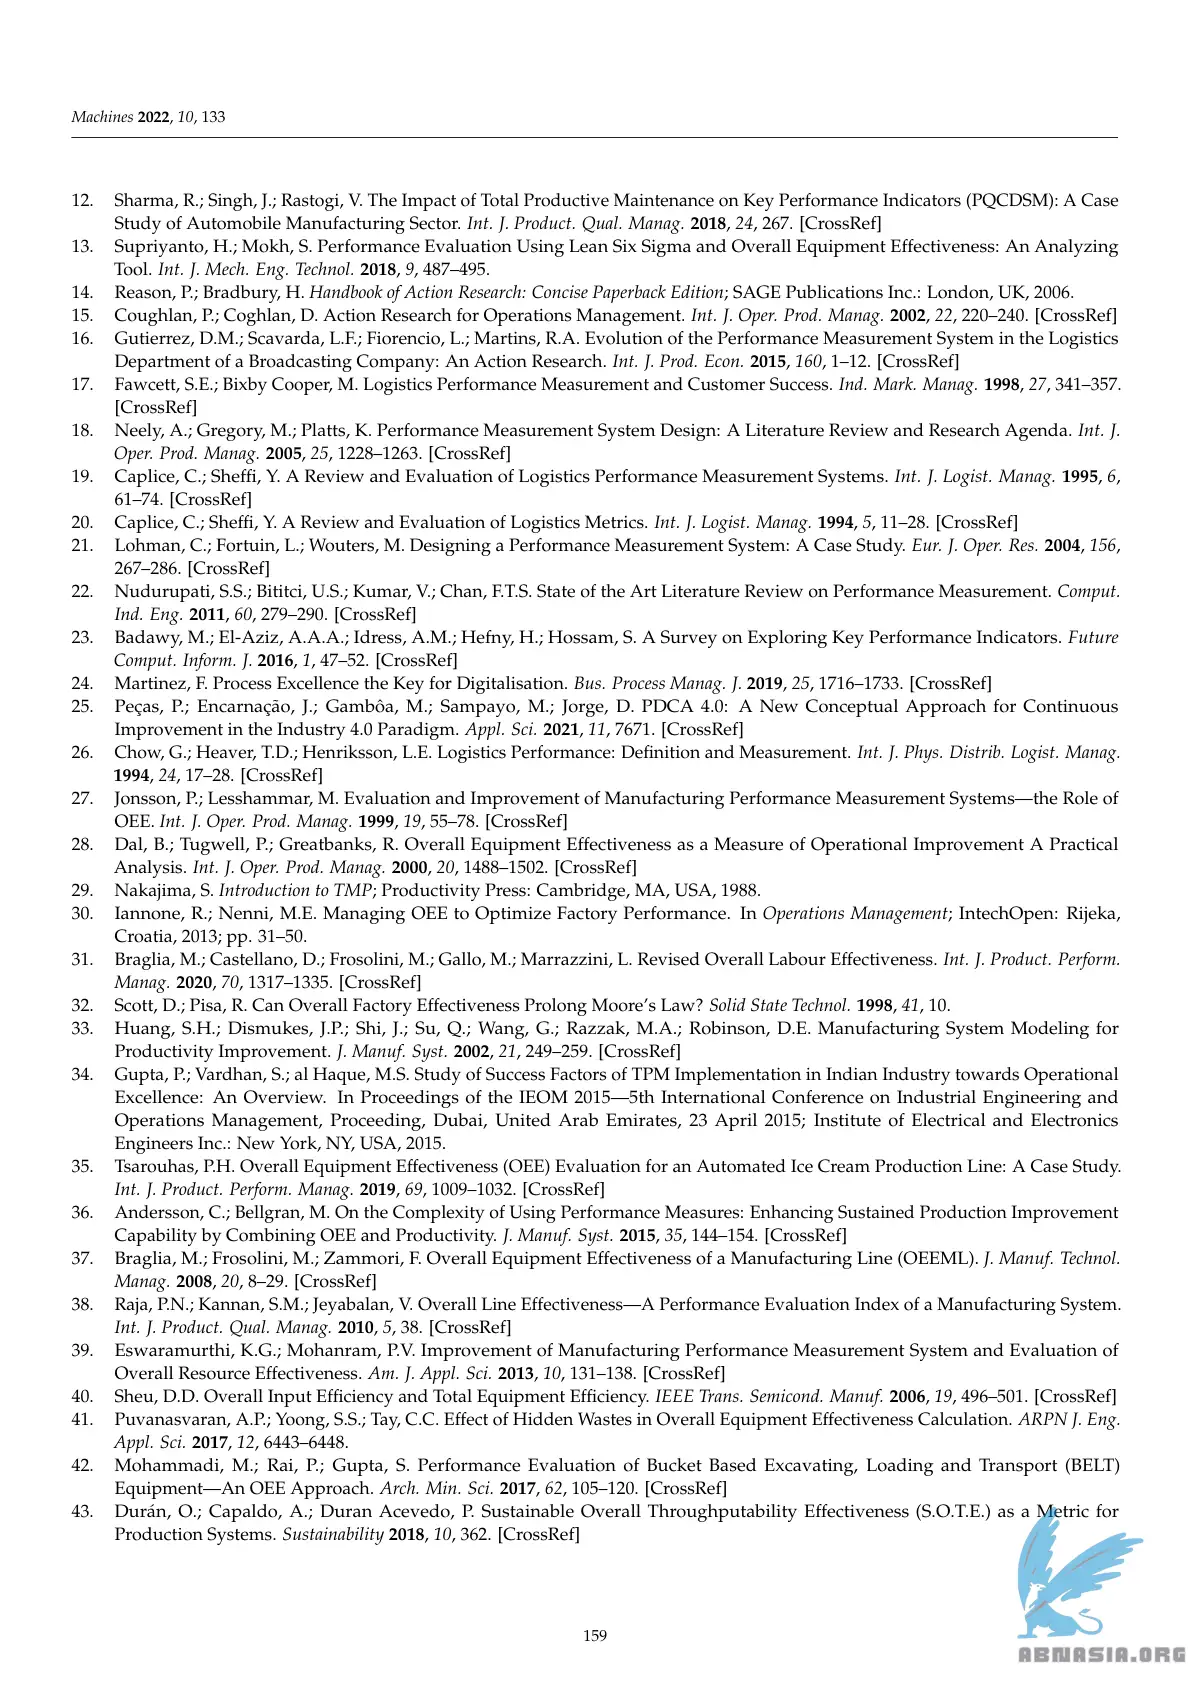 Machines 2022, 10, 133
12. Sharma, R.; Singh, J.; Rastogi, V. The Impact of Total Productive Maintenance on Key Performance Indicators (PQCDSM): A Case
Study of Automobile Manufacturing Sector. Int. J. Product. Qual. Manag. 2018, 24, 267. [CrossRef]
13. Supriyanto, H.; Mokh, S. Performance Evaluation Using Lean Six Sigma and Overall Equipment Effectiveness: An Analyzing
Tool. Int. J. Mech. Eng. Technol. 2018, 9, 487–495.
14. Reason, P.; Bradbury, H. Handbook of Action Research: Concise Paperback Edition; SAGE Publications Inc.: London, UK, 2006.
15. Coughlan, P.; Coghlan, D. Action Research for Operations Management. Int. J. Oper. Prod. Manag. 2002, 22, 220–240. [CrossRef]
16. Gutierrez, D.M.; Scavarda, L.F.; Fiorencio, L.; Martins, R.A. Evolution of the Performance Measurement System in the Logistics
Department of a Broadcasting Company: An Action Research. Int. J. Prod. Econ. 2015, 160, 1–12. [CrossRef]
17. Fawcett, S.E.; Bixby Cooper, M. Logistics Performance Measurement and Customer Success. Ind. Mark. Manag. 1998, 27, 341–357.
[CrossRef]
18. Neely, A.; Gregory, M.; Platts, K. Performance Measurement System Design: A Literature Review and Research Agenda. Int. J.
Oper. Prod. Manag. 2005, 25, 1228–1263. [CrossRef]
19. Caplice, C.; Sheffi, Y. A Review and Evaluation of Logistics Performance Measurement Systems. Int. J. Logist. Manag. 1995, 6,
61–74. [CrossRef]
20. Caplice, C.; Sheffi, Y. A Review and Evaluation of Logistics Metrics. Int. J. Logist. Manag. 1994, 5, 11–28. [CrossRef]
21. Lohman, C.; Fortuin, L.; Wouters, M. Designing a Performance Measurement System: A Case Study. Eur. J. Oper. Res. 2004, 156,
267–286. [CrossRef]
22. Nudurupati, S.S.; Bititci, U.S.; Kumar, V.; Chan, F.T.S. State of the Art Literature Review on Performance Measurement. Comput.
Ind. Eng. 2011, 60, 279–290. [CrossRef]
23. Badawy, M.; El-Aziz, A.A.A.; Idress, A.M.; Hefny, H.; Hossam, S. A Survey on Exploring Key Performance Indicators. Future
Comput. Inform. J. 2016, 1, 47–52. [CrossRef]
24. Martinez, F. Process Excellence the Key for Digitalisation. Bus. Process Manag. J. 2019, 25, 1716–1733. [CrossRef]
25. Peças, P.; Encarnação, J.; Gambôa, M.; Sampayo, M.; Jorge, D. PDCA 4.0: A New Conceptual Approach for Continuous
Improvement in the Industry 4.0 Paradigm. Appl. Sci. 2021, 11, 7671. [CrossRef]
26. Chow, G.; Heaver, T.D.; Henriksson, L.E. Logistics Performance: Definition and Measurement. Int. J. Phys. Distrib. Logist. Manag.
1994, 24, 17–28. [CrossRef]
27. Jonsson, P.; Lesshammar, M. Evaluation and Improvement of Manufacturing Performance Measurement Systems—the Role of
OEE. Int. J. Oper. Prod. Manag. 1999, 19, 55–78. [CrossRef]
28. Dal, B.; Tugwell, P.; Greatbanks, R. Overall Equipment Effectiveness as a Measure of Operational Improvement A Practical
Analysis. Int. J. Oper. Prod. Manag. 2000, 20, 1488–1502. [CrossRef]
29. Nakajima, S. Introduction to TMP; Productivity Press: Cambridge, MA, USA, 1988.
30. Iannone, R.; Nenni, M.E. Managing OEE to Optimize Factory Performance. In Operations Management; IntechOpen: Rijeka,
Croatia, 2013; pp. 31–50.
31. Braglia, M.; Castellano, D.; Frosolini, M.; Gallo, M.; Marrazzini, L. Revised Overall Labour Effectiveness. Int. J. Product. Perform.
Manag. 2020, 70, 1317–1335. [CrossRef]
32. Scott, D.; Pisa, R. Can Overall Factory Effectiveness Prolong Moore's Law? Solid State Technol. 1998, 41, 10.
33. Huang, S.H.; Dismukes, J.P.; Shi, J.; Su, Q.; Wang, G.; Razzak, M.A.; Robinson, D.E. Manufacturing System Modeling for
Productivity Improvement. J. Manuf. Syst. 2002, 21, 249–259. [CrossRef]
34. Gupta, P.; Vardhan, S.; al Haque, M.S. Study of Success Factors of TPM Implementation in Indian Industry towards Operational
Excellence: An Overview. In Proceedings of the IEOM 2015—5th International Conference on Industrial Engineering and
Operations Management, Proceeding, Dubai, United Arab Emirates, 23 April 2015; Institute of Electrical and Electronics
Engineers Inc.: New York, NY, USA, 2015.
35. Tsarouhas, P.H. Overall Equipment Effectiveness (OEE) Evaluation for an Automated Ice Cream Production Line: A Case Study.
Int. J. Product. Perform. Manag. 2019, 69, 1009–1032. [CrossRef]
36. Andersson, C.; Bellgran, M. On the Complexity of Using Performance Measures: Enhancing Sustained Production Improvement
Capability by Combining OEE and Productivity. J. Manuf. Syst. 2015, 35, 144–154. [CrossRef]
37. Braglia, M.; Frosolini, M.; Zammori, F. Overall Equipment Effectiveness of a Manufacturing Line (OEEML). J. Manuf. Technol.
Manag. 2008, 20, 8–29. [CrossRef]
38. Raja, P.N.; Kannan, S.M.; Jeyabalan, V. Overall Line Effectiveness—A Performance Evaluation Index of a Manufacturing System.
Int. J. Product. Qual. Manag. 2010, 5, 38. [CrossRef]
39. Eswaramurthi, K.G.; Mohanram, P.V. Improvement of Manufacturing Performance Measurement System and Evaluation of
Overall Resource Effectiveness. Am. J. Appl. Sci. 2013, 10, 131–138. [CrossRef]
40. Sheu, D.D. Overall Input Efficiency and Total Equipment Efficiency. IEEE Trans. Semicond. Manuf. 2006, 19, 496–501. [CrossRef]
41. Puvanasvaran, A.P.; Yoong, S.S.; Tay, C.C. Effect of Hidden Wastes in Overall Equipment Effectiveness Calculation. ARPN J. Eng.
Appl. Sci. 2017, 12, 6443–6448.
42. Mohammadi, M.; Rai, P.; Gupta, S. Performance Evaluation of Bucket Based Excavating, Loading and Transport (BELT)
Equipment—An OEE Approach. Arch. Min. Sci. 2017, 62, 105–120. [CrossRef]
43. Durán, O.; Capaldo, A.; Duran Acevedo, P. Sustainable Overall Throughputability Effectiveness (S.O.T.E.) as a Metric for
Production Systems. Sustainability 2018, 10, 362. [CrossRef]
159
ABNASIA.ORG